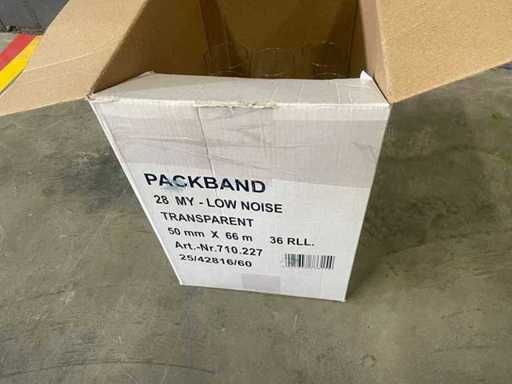 PACKBAND
28 MY - LOW NOISE
TRANSPARENT
50 mm X 66 m 36 RLL.
Art.-Nr.710.227
25/42816/60